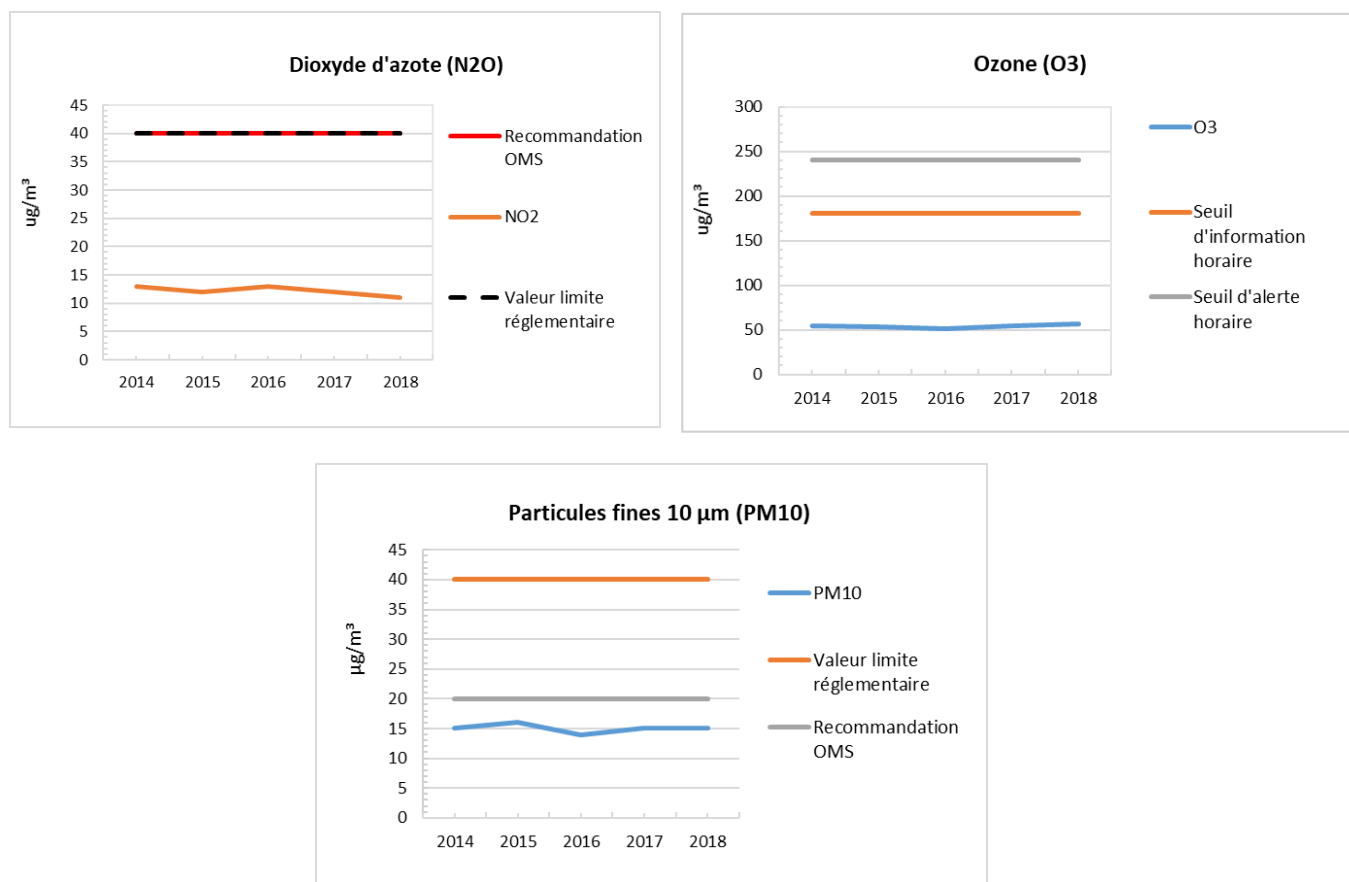 Dioxyde d'azote (N2O)
45
40
35
30
25
20
15
10
5
0
ug/m³
2014 2015 2016 2017 2018
Recommandation
OMS
NO2
Valeur limite
réglementaire
Ozone (O3)
300
250
200
150
100
50
0
ug/m³
2014 2015 2016 2017 2018
O3
Seuil
d'information
horaire
Seuil d'alerte
horaire
Particules fines 10 µm (PM10)
45
40
35
30
25
20
15
10
5
0
µg/m³
2014 2015 2016 2017 2018
PM10
Valeur limite
réglementaire
Recommandation
OMS